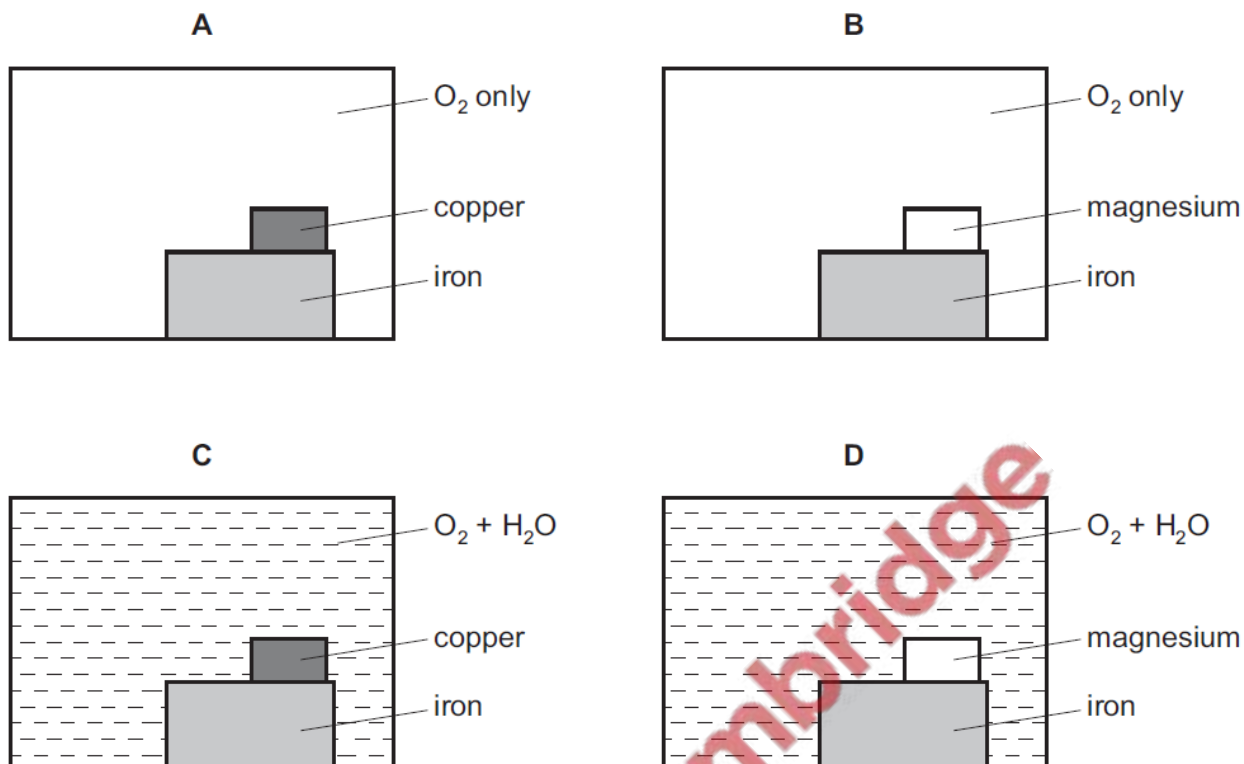 A
O₂ only
copper
iron
B
O₂ only
magnesium
iron
C
O₂ + H₂O
copper
iron
D
O₂ + H₂O
magnesium
iron
mbridge